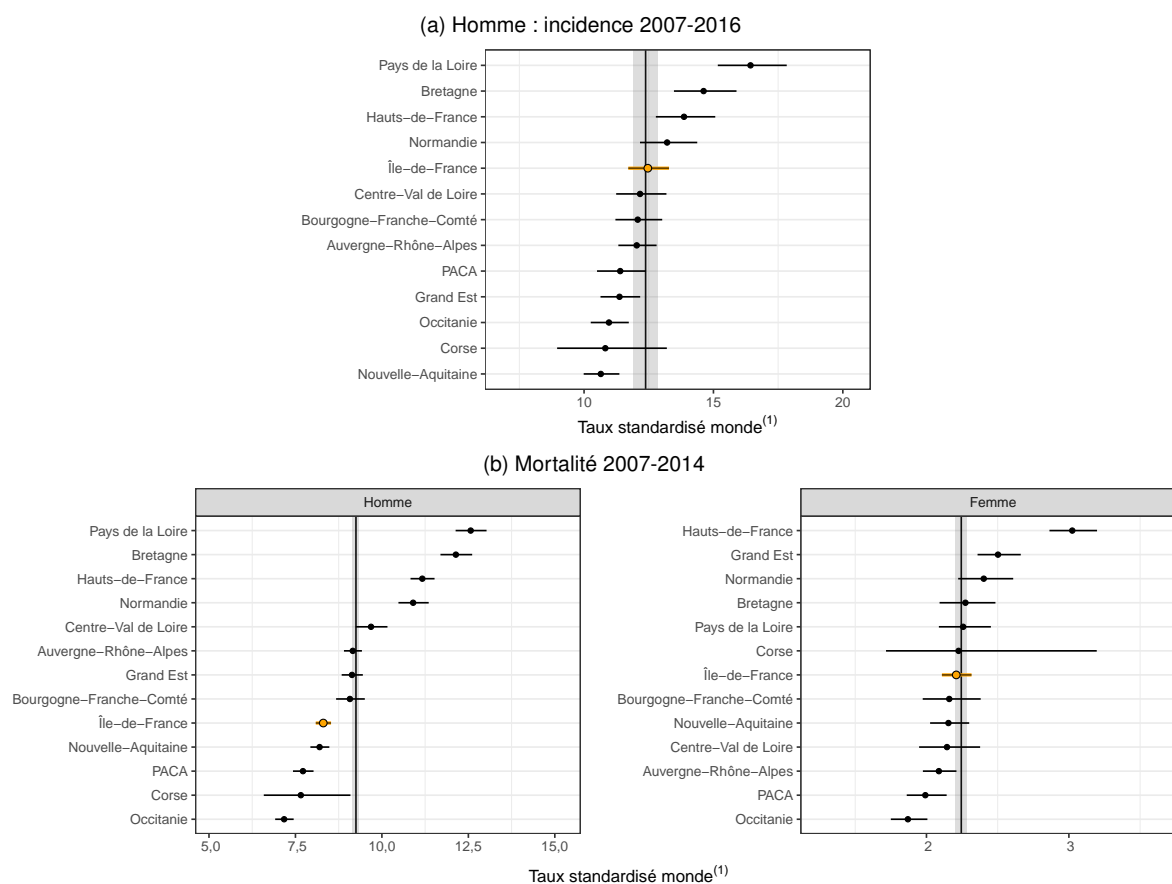 (a) Homme : incidence 2007-2016
Pays de la Loire
Bretagne
Hauts−de−France
Normandie
Île−de−France
Centre−Val de Loire
Bourgogne−Franche−Comté
Auvergne−Rhône−Alpes
PACA
Grand Est
Occitanie
Corse
Nouvelle−Aquitaine
10 15 20
Taux standardisé monde(1)
(b) Mortalité 2007-2014
Homme
Pays de la Loire
Bretagne
Hauts−de−France
Normandie
Centre−Val de Loire
Auvergne−Rhône−Alpes
Grand Est
Bourgogne−Franche−Comté
Île−de−France
Nouvelle−Aquitaine
PACA
Corse
Occitanie
5,0 7,5 10,0 12,5 15,0
Femme
Hauts−de−France
Grand Est
Normandie
Bretagne
Pays de la Loire
Corse
Île−de−France
Bourgogne−Franche−Comté
Nouvelle−Aquitaine
Centre−Val de Loire
Auvergne−Rhône−Alpes
PACA
Occitanie
2 3
Taux standardisé monde(1)